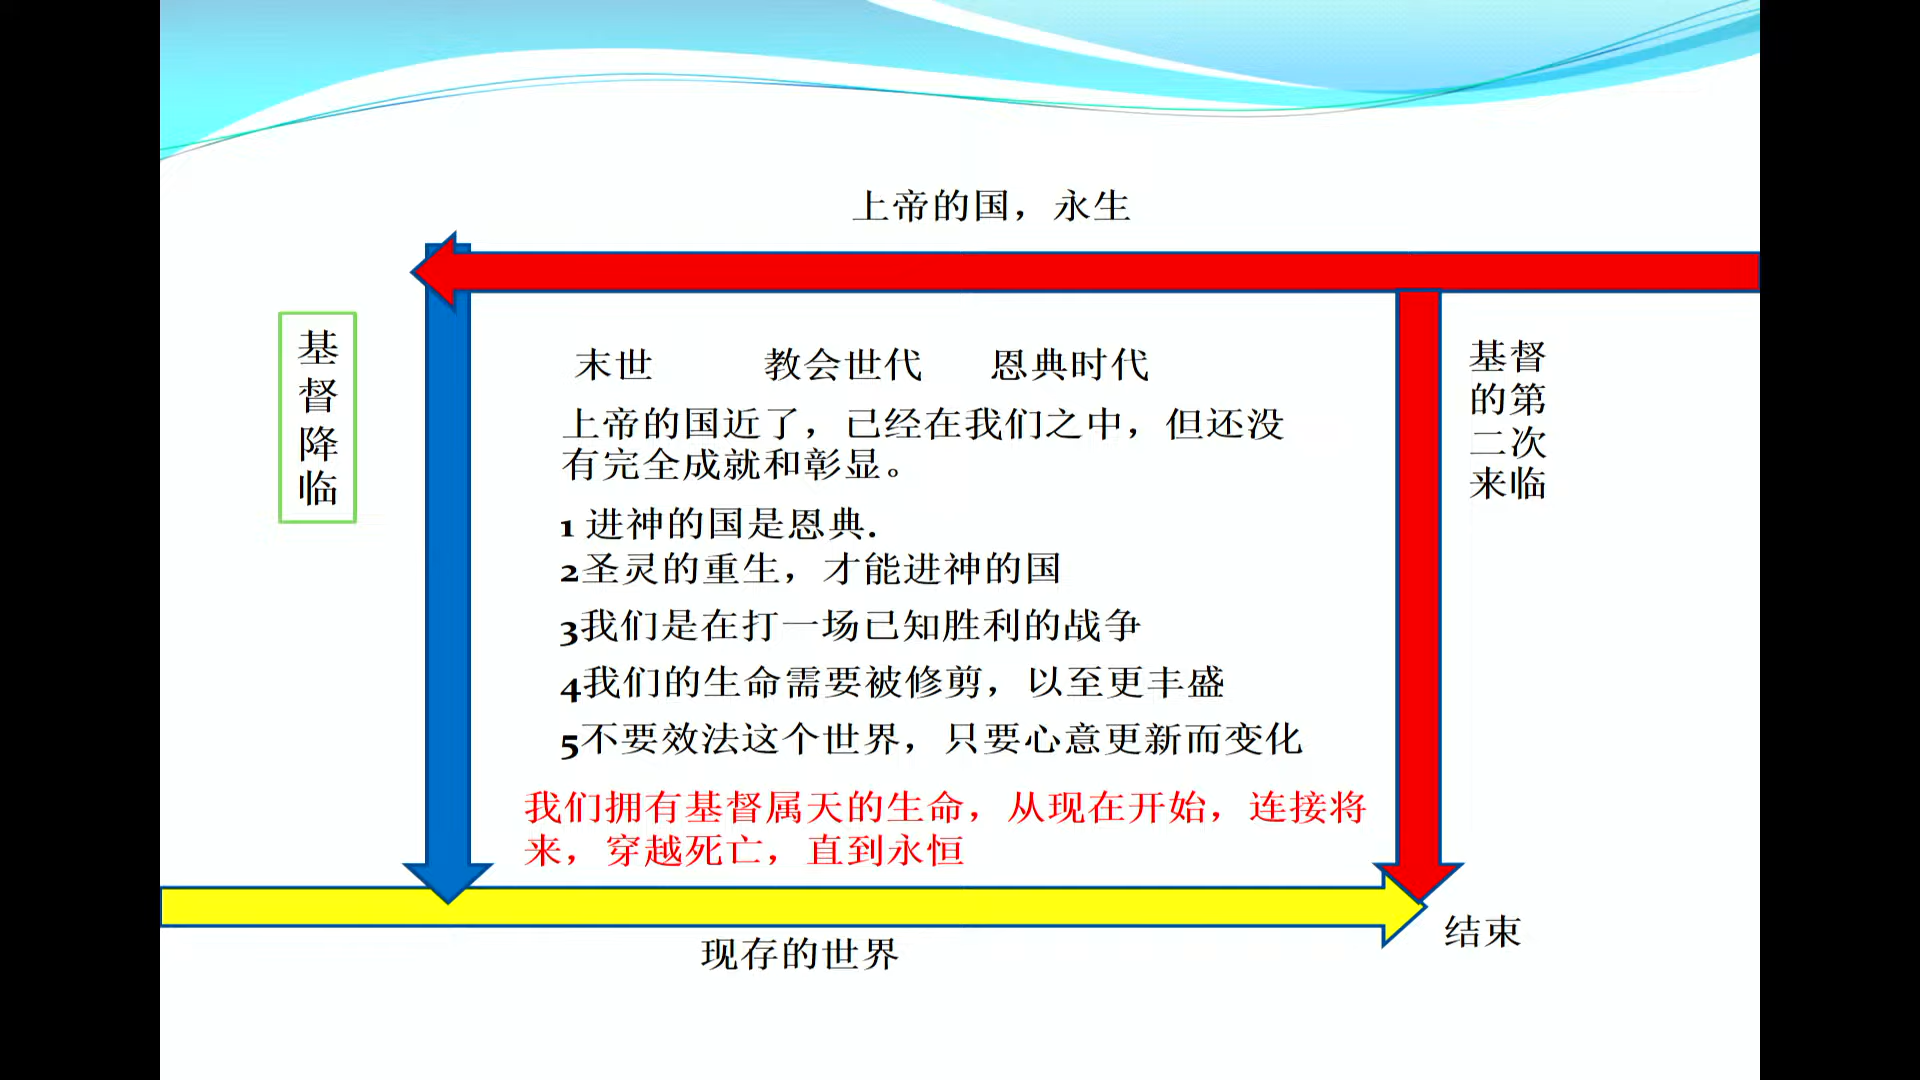 上帝的国，永生
基
督
降
临
末世 教会世代 恩典时代
上帝的国近了，已经在我们之中，但还没
有完全成就和彰显。
1 进神的国是恩典.
2圣灵的重生，才能进神的国
3我们是在打一场已知胜利的战争
4我们的生命需要被修剪，以至更丰盛
5不要效法这个世界，只要心意更新而变化
我们拥有基督属天的生命，从现在开始，连接将
来，穿越死亡，直到永恒
基督
的第
二次
来临
结束
现存的世界